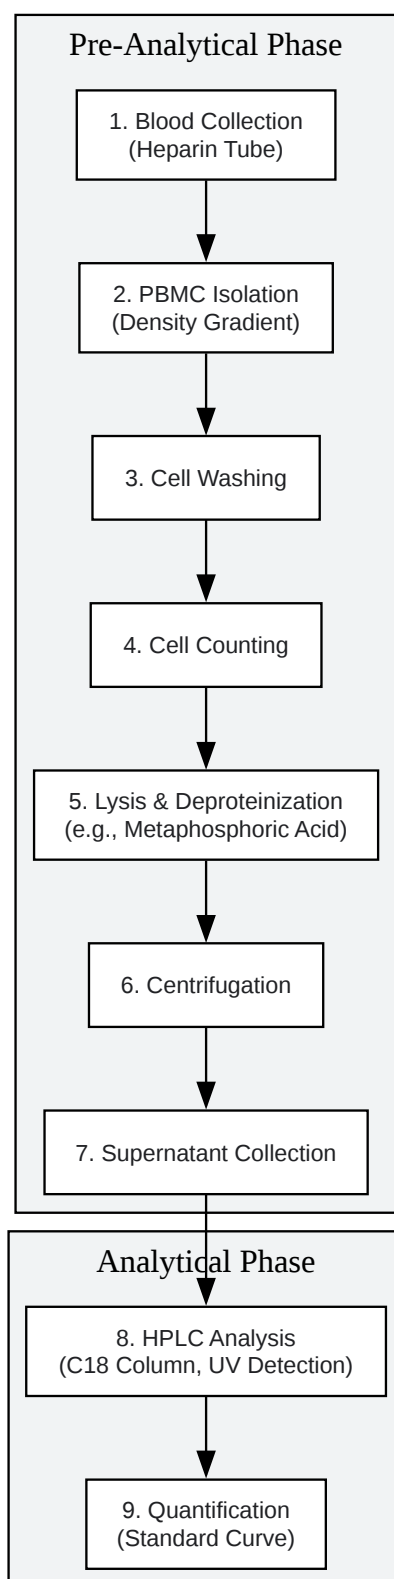 Pre-Analytical Phase
1. Blood Collection
(Heparin Tube)
2. PBMC Isolation
(Density Gradient)
3. Cell Washing
4. Cell Counting
5. Lysis & Deproteinization
(e.g., Metaphosphoric Acid)
6. Centrifugation
7. Supernatant Collection
Analytical Phase
8. HPLC Analysis
(C18 Column, UV Detection)
9. Quantification
(Standard Curve)